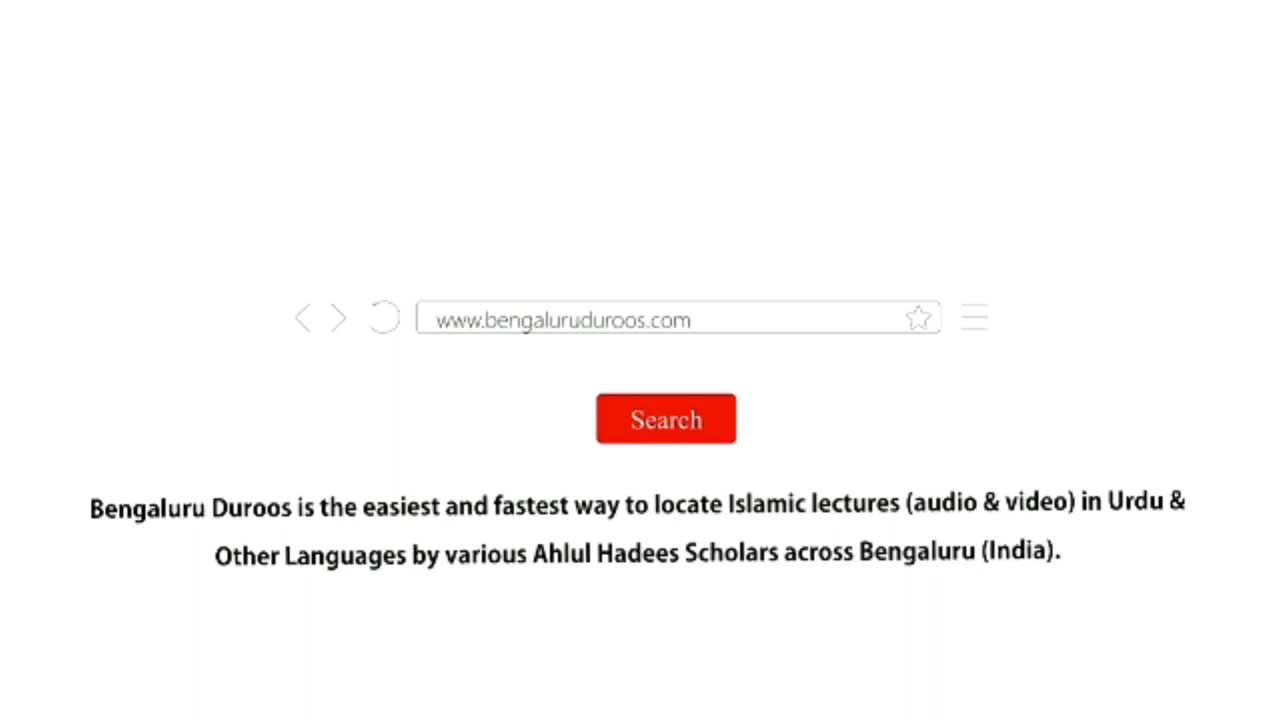 www.bengaluruduroos.com
Search
Bengaluru Duroos is the easiest and fastest way to locate Islamic lectures (audio & video) in Urdu &
Other Languages by various Ahlul Hadees Scholars across Bengaluru (India).